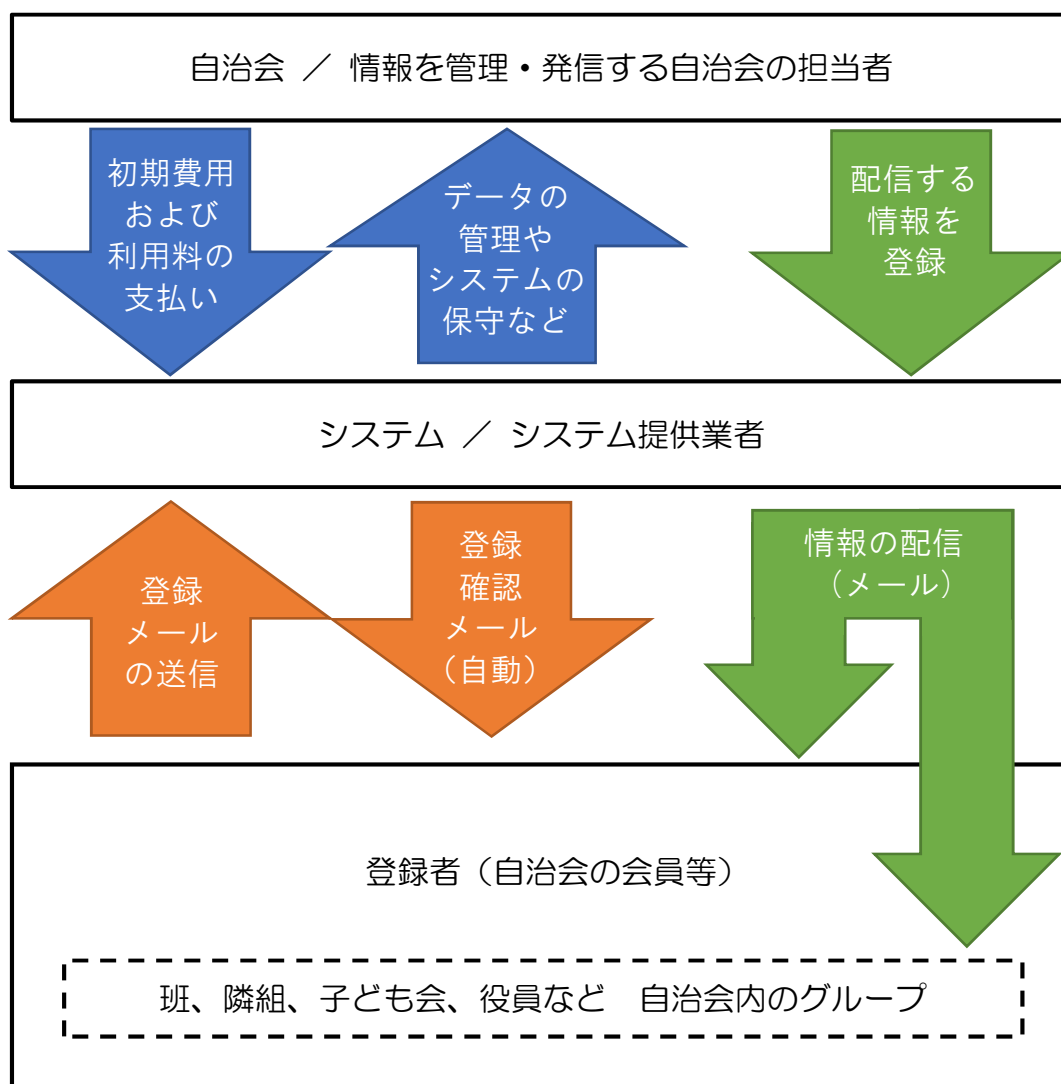 自治会 ／ 情報を管理・発信する自治会の担当者
初期費用
および
利用料の
支払い
データの
管理や
システムの
保守など
配信する
情報を
登録
システム ／ システム提供業者
登録
メール
の送信
登録
確認
メール
（自動）
情報の配信
（メール）
登録者（自治会の会員等）
班、隣組、子ども会、役員など　自治会内のグループ